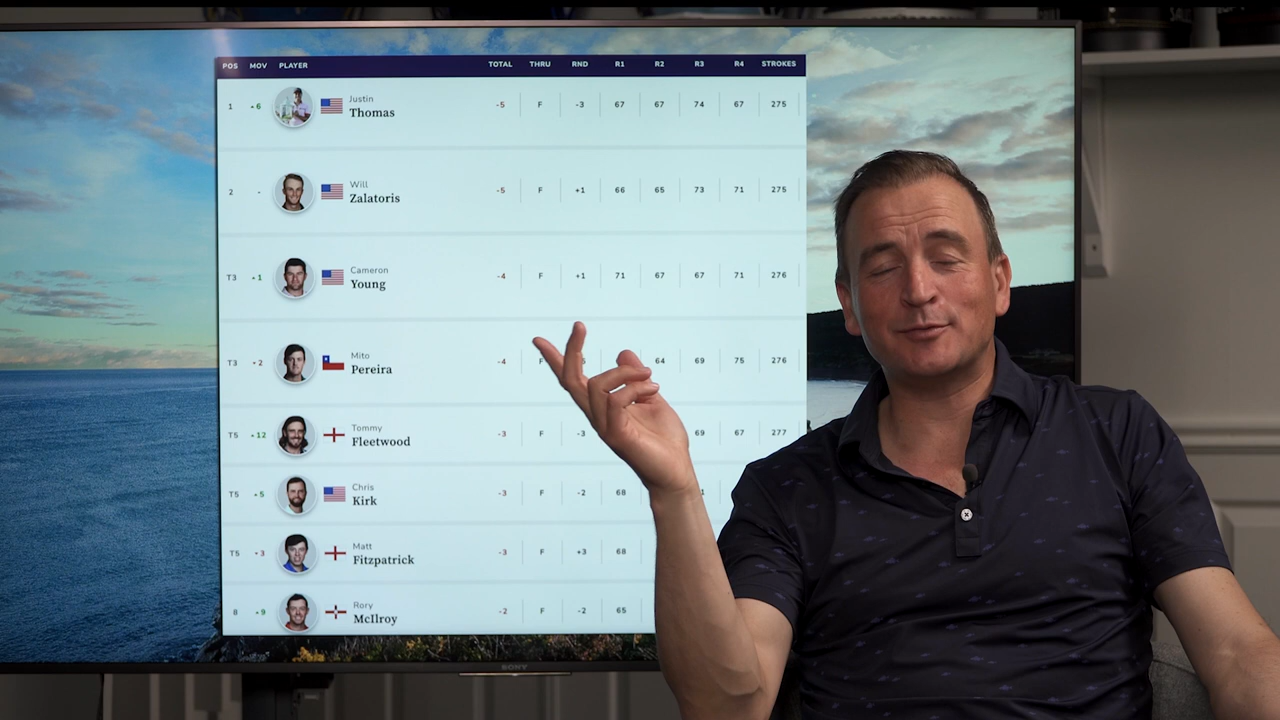 POS MOV PLAYER TOTAL THRU RND R1 R2 R3 R4 STROKES
1 6 Justin Thomas -5 F -3 67 67 74 67 275
2 - Will Zalatoris -5 F +1 66 65 73 71 275
T3 1 Cameron Young -4 F +1 71 67 67 71 276
T3 2 Mito Pereira -4 F 64 69 75 276
T5 12 Tommy Fleetwood -3 F -3 69 67 277
T5 5 Chris Kirk -3 F -2 68
T5 3 Matt Fitzpatrick -3 F +3 68
8 9 Rory McIlroy -2 F -2 65
SONY